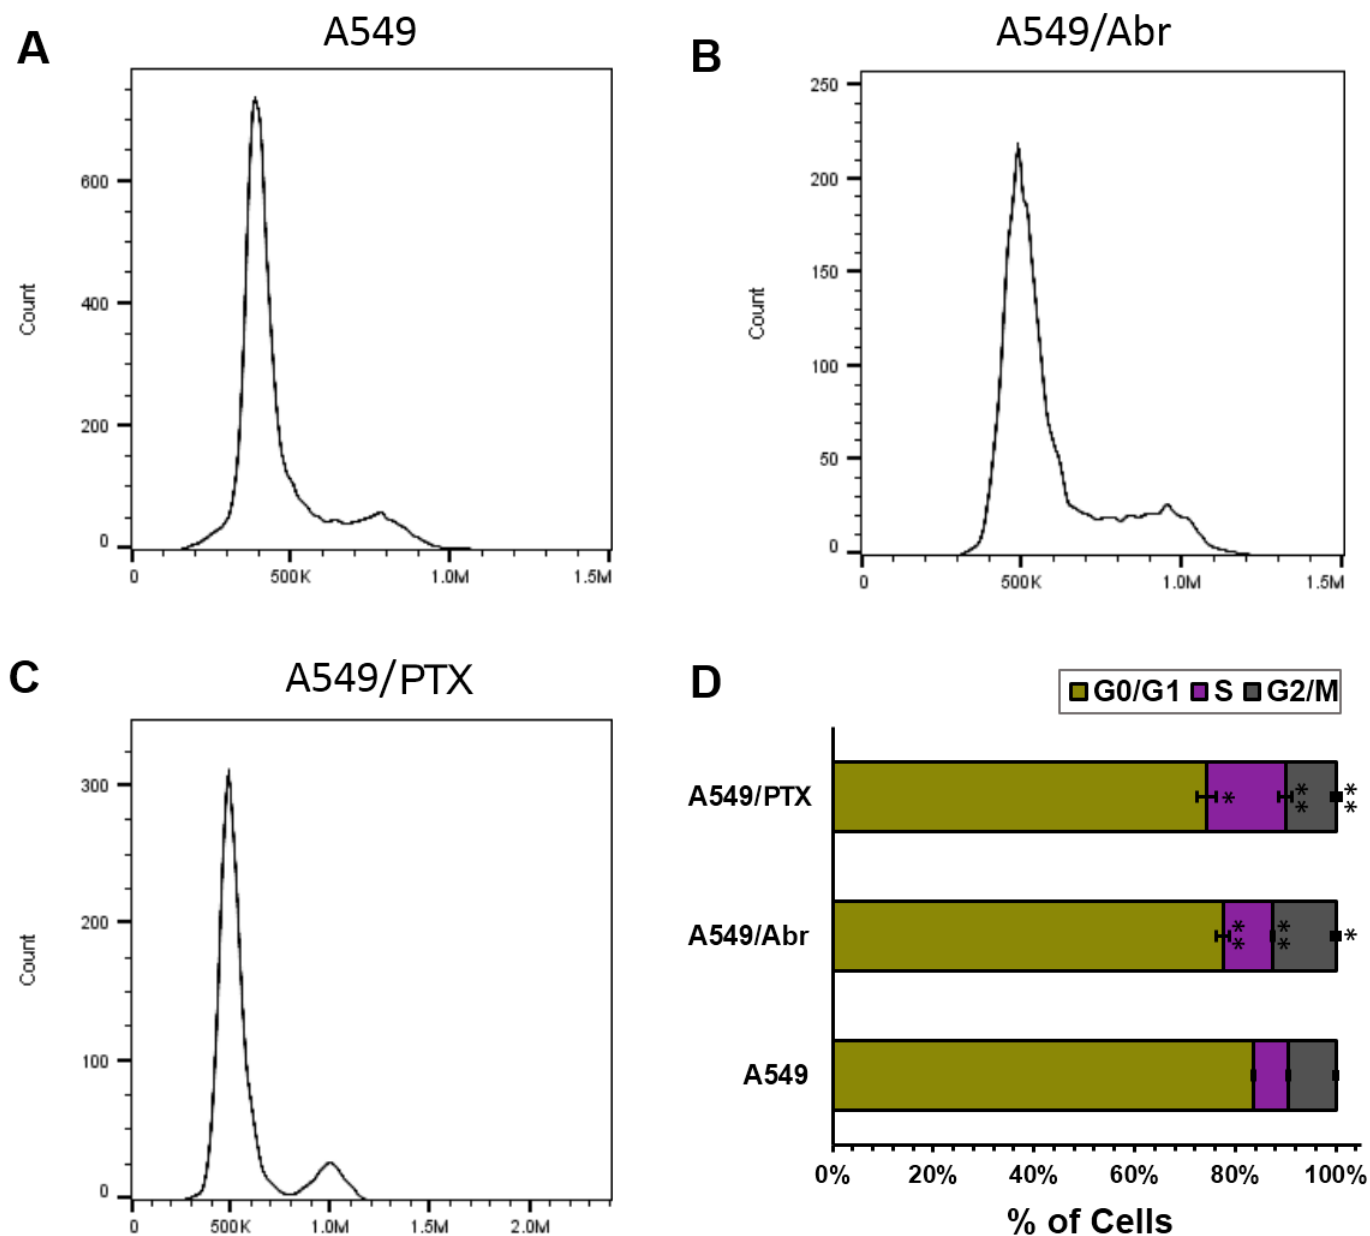 A
A549
600
400
200
0
Count
0 500K 1.0M 1.5M
B
A549/Abr
250
200
150
100
50
0
Count
0 500K 1.0M 1.5M
C
A549/PTX
300
200
100
0
Count
0 500K 1.0M 1.5M 2.0M
D
G0/G1 S G2/M
A549/PTX * ** **
A549/Abr ** ** *
A549
0% 20% 40% 60% 80% 100%
% of Cells